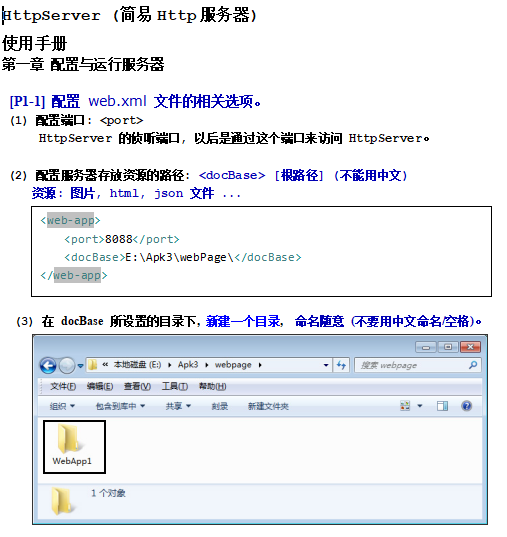 HttpServer (简易 Http 服务器)
使用手册
第一章 配置与运行服务器
[P1-1] 配置 web.xml 文件的相关选项。
(1) 配置端口: <port>
HttpServer 的侦听端口, 以后是通过这个端口来访问 HttpServer。
(2) 配置服务器存放资源的路径: <docBase> [根路径] (不能用中文)
资源: 图片, html, json 文件 ...
<web-app>
<port>8088</port>
<docBase>E:\Apk3\webPage\</docBase>
</web-app>
(3) 在 docBase 所设置的目录下, 新建一个目录, 命名随意 (不要用中文命名/空格)。
« 本地磁盘 (E:) ▸ Apk3 ▸ webpage ▸ 搜索 webpage
文件(F) 编辑(E) 查看(V) 工具(T) 帮助(H)
组织 ▼ 包含到库中 ▼ 共享 ▼ 刻录 新建文件夹
WebApp1
1 个对象